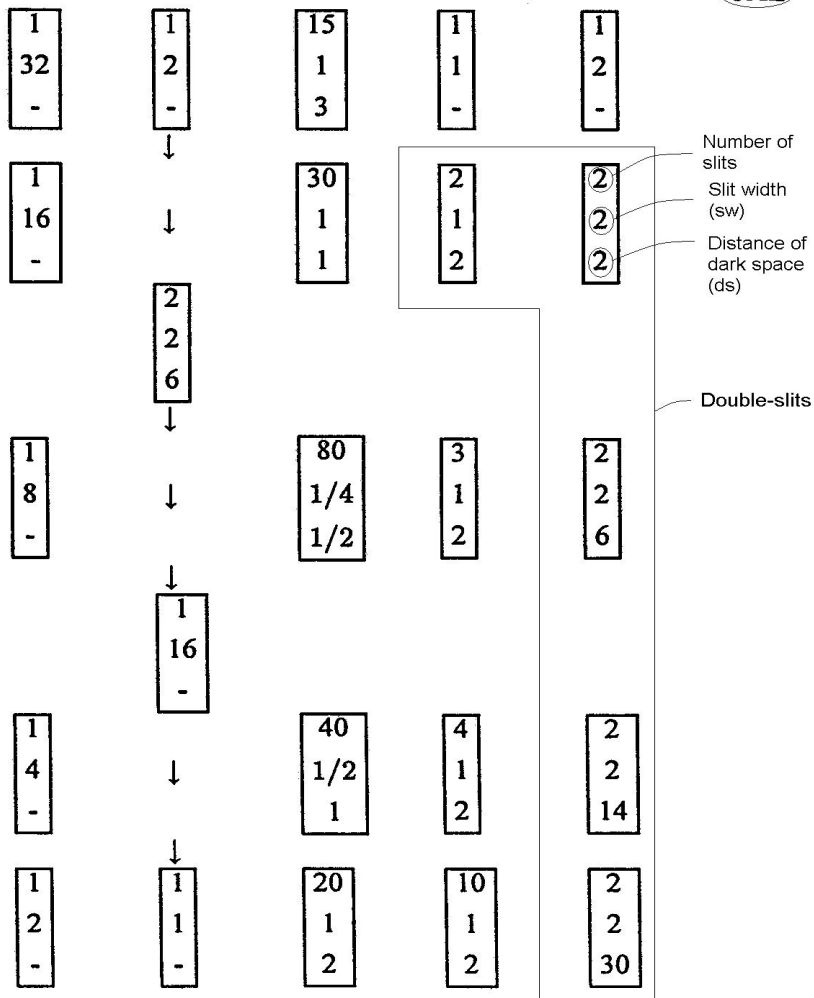 1 1 15 1 1
32 2 1 1 2
- - 3 - -
↓
1 30 2 2
16 ↓ 1 1 2
- 1 2 2
Number of
slits
Slit width
(sw)
Distance of
dark space
(ds)
2
2
6
↓
Double-slits
1 80 3 2
8 ↓ 1/4 1 2
- 1/2 2 6
↓
1
16
-
1 40 4 2
4 ↓ 1/2 1 2
- 1 2 14
↓
1 1 20 10 2
2 1 1 1 2
- - 2 2 30